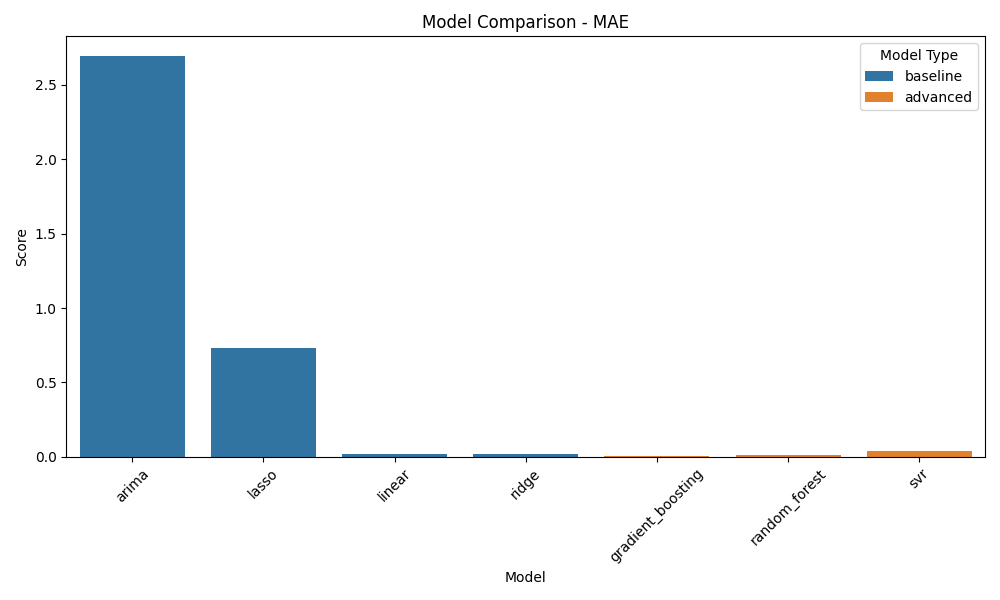 Model Comparison - MAE
Model Type
baseline
advanced
Score
2.5
2.0
1.5
1.0
0.5
0.0
arima
lasso
linear
ridge
gradient_boosting
random_forest
svr
Model